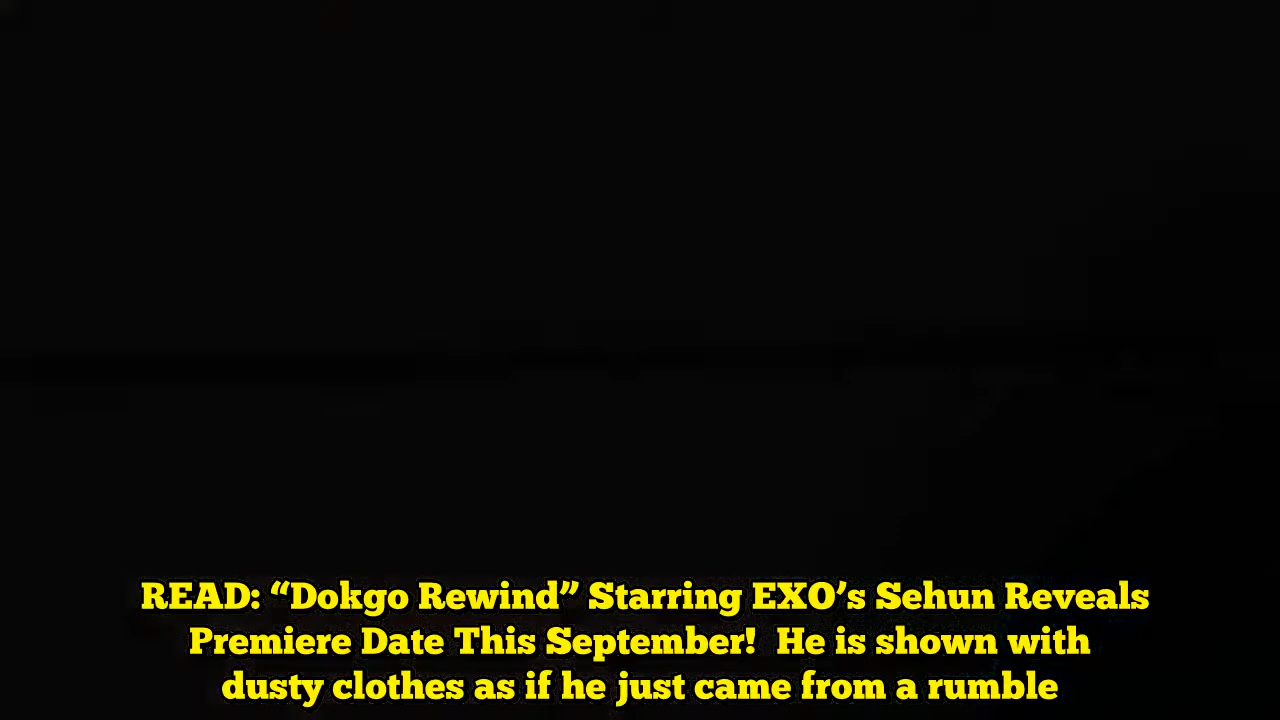 READ: “Dokgo Rewind” Starring EXO’s Sehun Reveals
Premiere Date This September!  He is shown with
dusty clothes as if he just came from a rumble